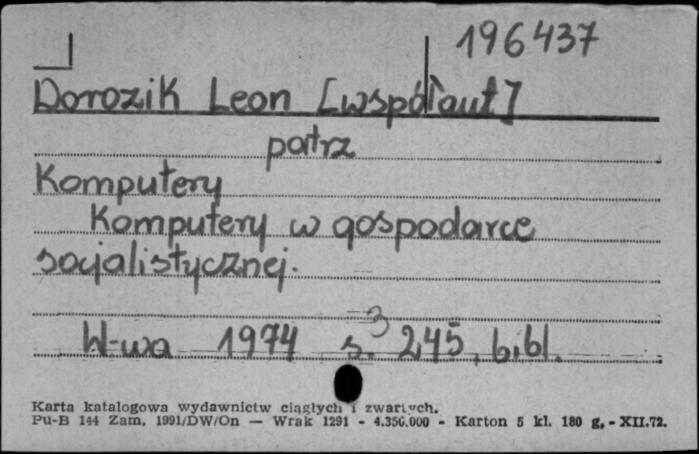 196437
Dorozik Leon [współaut]
patrz
Komputery
Komputery w gospodarce
socjalistycznej.
W-wa 1974 s. 3 245, bibl.
Karta katalogowa wydawnictw ciągłych i zwartych.
Pu-B 144 Zam. 1991/DW/On — Wrak 1291 - 4.350.000 - Karton 5 kl. 180 g. - XII.72.